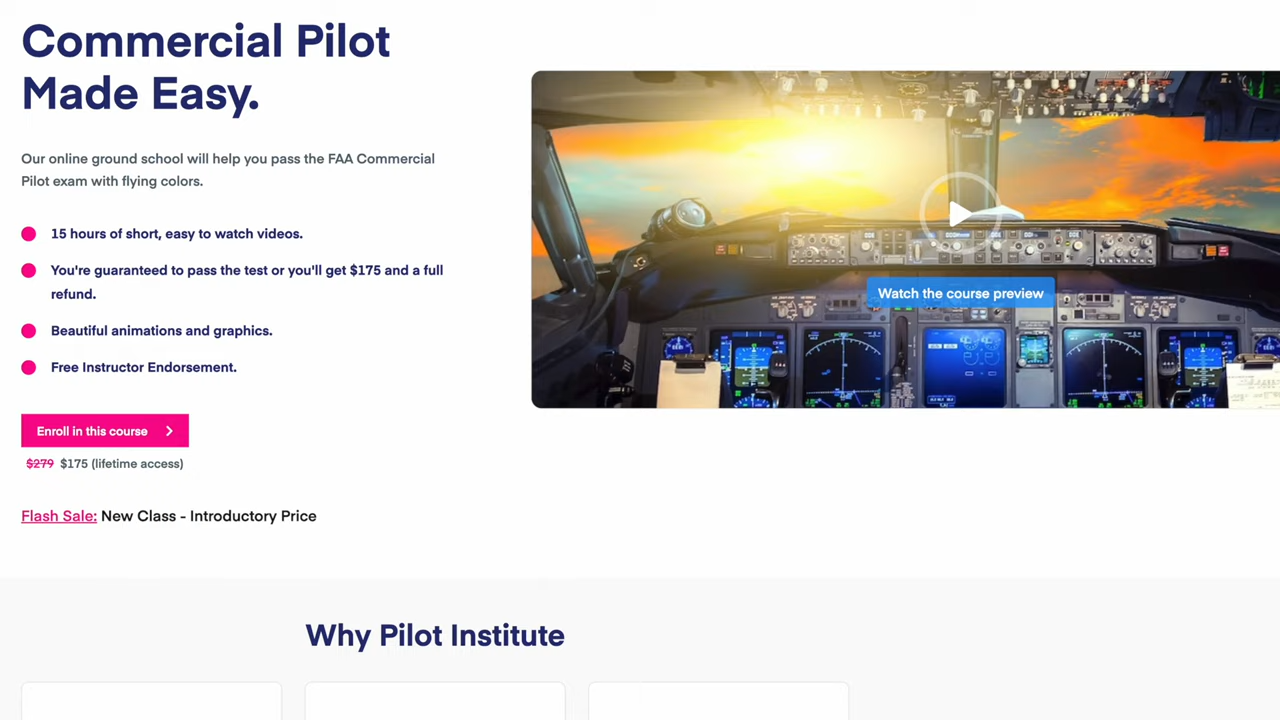 Commercial Pilot
Made Easy.
Our online ground school will help you pass the FAA Commercial
Pilot exam with flying colors.
15 hours of short, easy to watch videos.
You're guaranteed to pass the test or you'll get $175 and a full
refund.
Beautiful animations and graphics.
Free Instructor Endorsement.
Enroll in this course
$279 $175 (lifetime access)
Flash Sale: New Class - Introductory Price
Watch the course preview
Why Pilot Institute